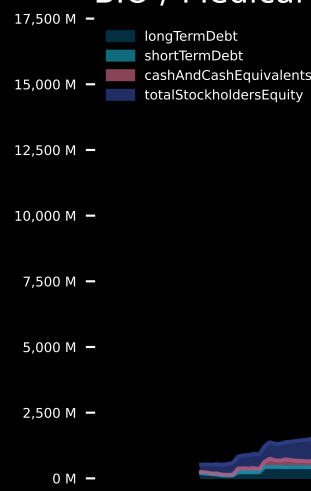 BIO / Medical
17,500 M
longTermDebt
shortTermDebt
15,000 M
cashAndCashEquivalents
totalStockholdersEquity
12,500 M
10,000 M
7,500 M
5,000 M
2,500 M
0 M